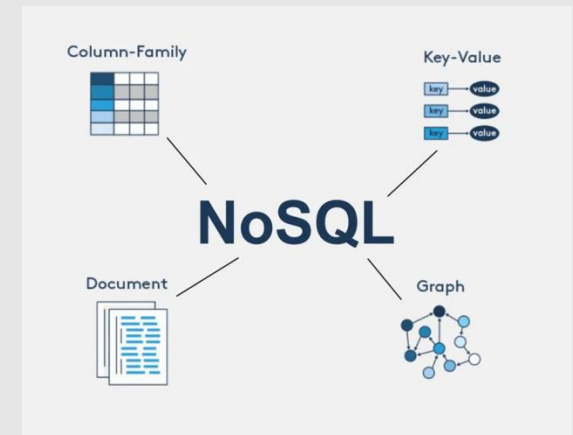 Column-Family
Key-Value
key value
key value
key value
NoSQL
Document
Graph